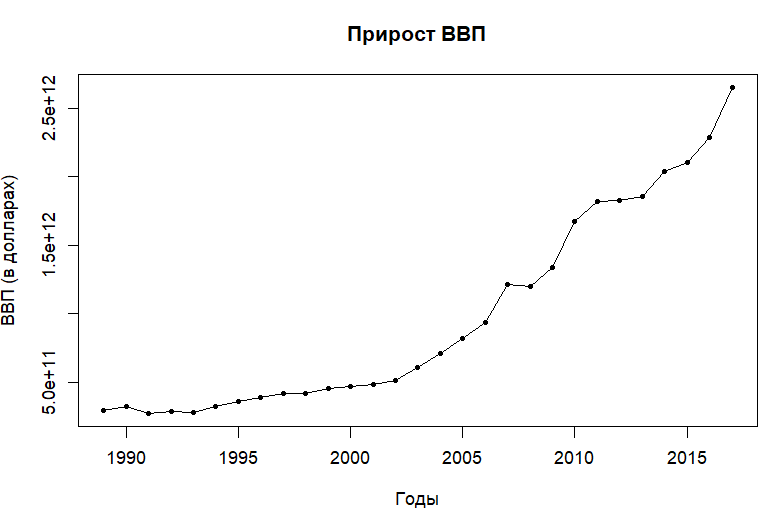 Прирост ВВП
ВВП (в долларах)
2.5e+12
1.5e+12
5.0e+11
1990 1995 2000 2005 2010 2015
Годы